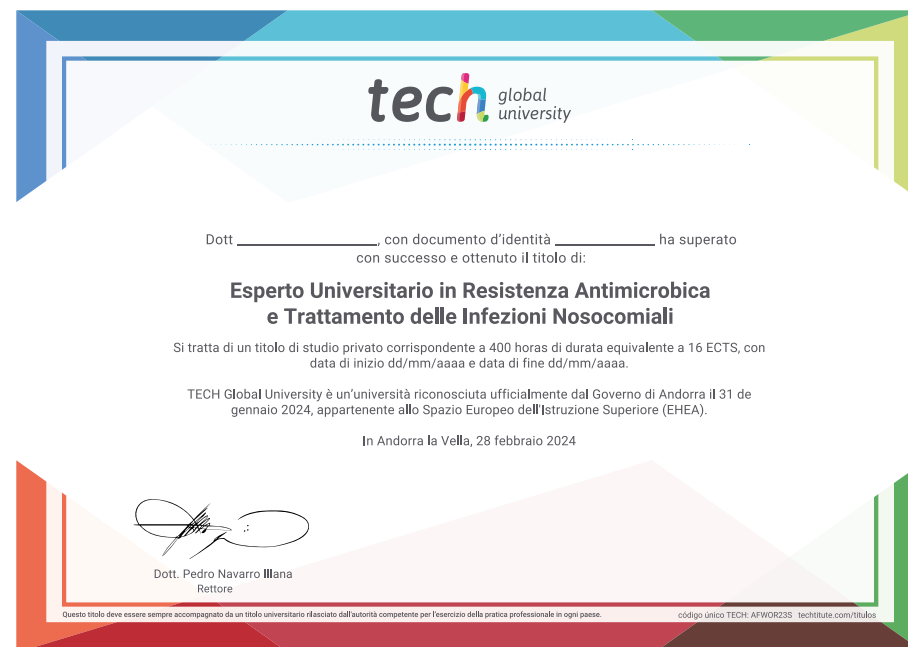 tech global university
Dott ____________, con documento d'identità ____________ ha superato
con successo e ottenuto il titolo di:
Esperto Universitario in Resistenza Antimicrobica
e Trattamento delle Infezioni Nosocomiali
Si tratta di un titolo di studio privato corrispondente a 400 horas di durata equivalente a 16 ECTS, con
data di inizio dd/mm/aaaa e data di fine dd/mm/aaaa.
TECH Global University è un'università riconosciuta ufficialmente dal Governo di Andorra il 31 de
gennaio 2024, appartenente allo Spazio Europeo dell'Istruzione Superiore (EHEA).
In Andorra la Vella, 28 febbraio 2024
Dott. Pedro Navarro Illana
Rettore
Questo titolo deve essere sempre accompagnato da un titolo universitario rilasciato dall'autorità competente per l'esercizio della pratica professionale in ogni paese.
código único TECH: AFWOR23S techtitute.com/titulos